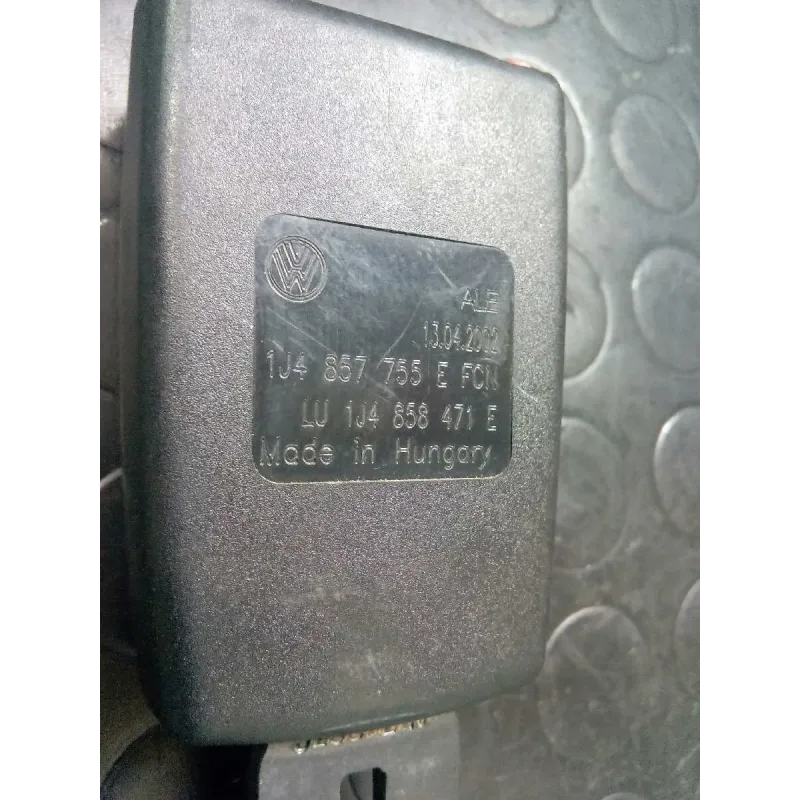 ALE
13.04.2002
1J4 857 755 E FCN
LU 1J4 858 471 E
Made in Hungary